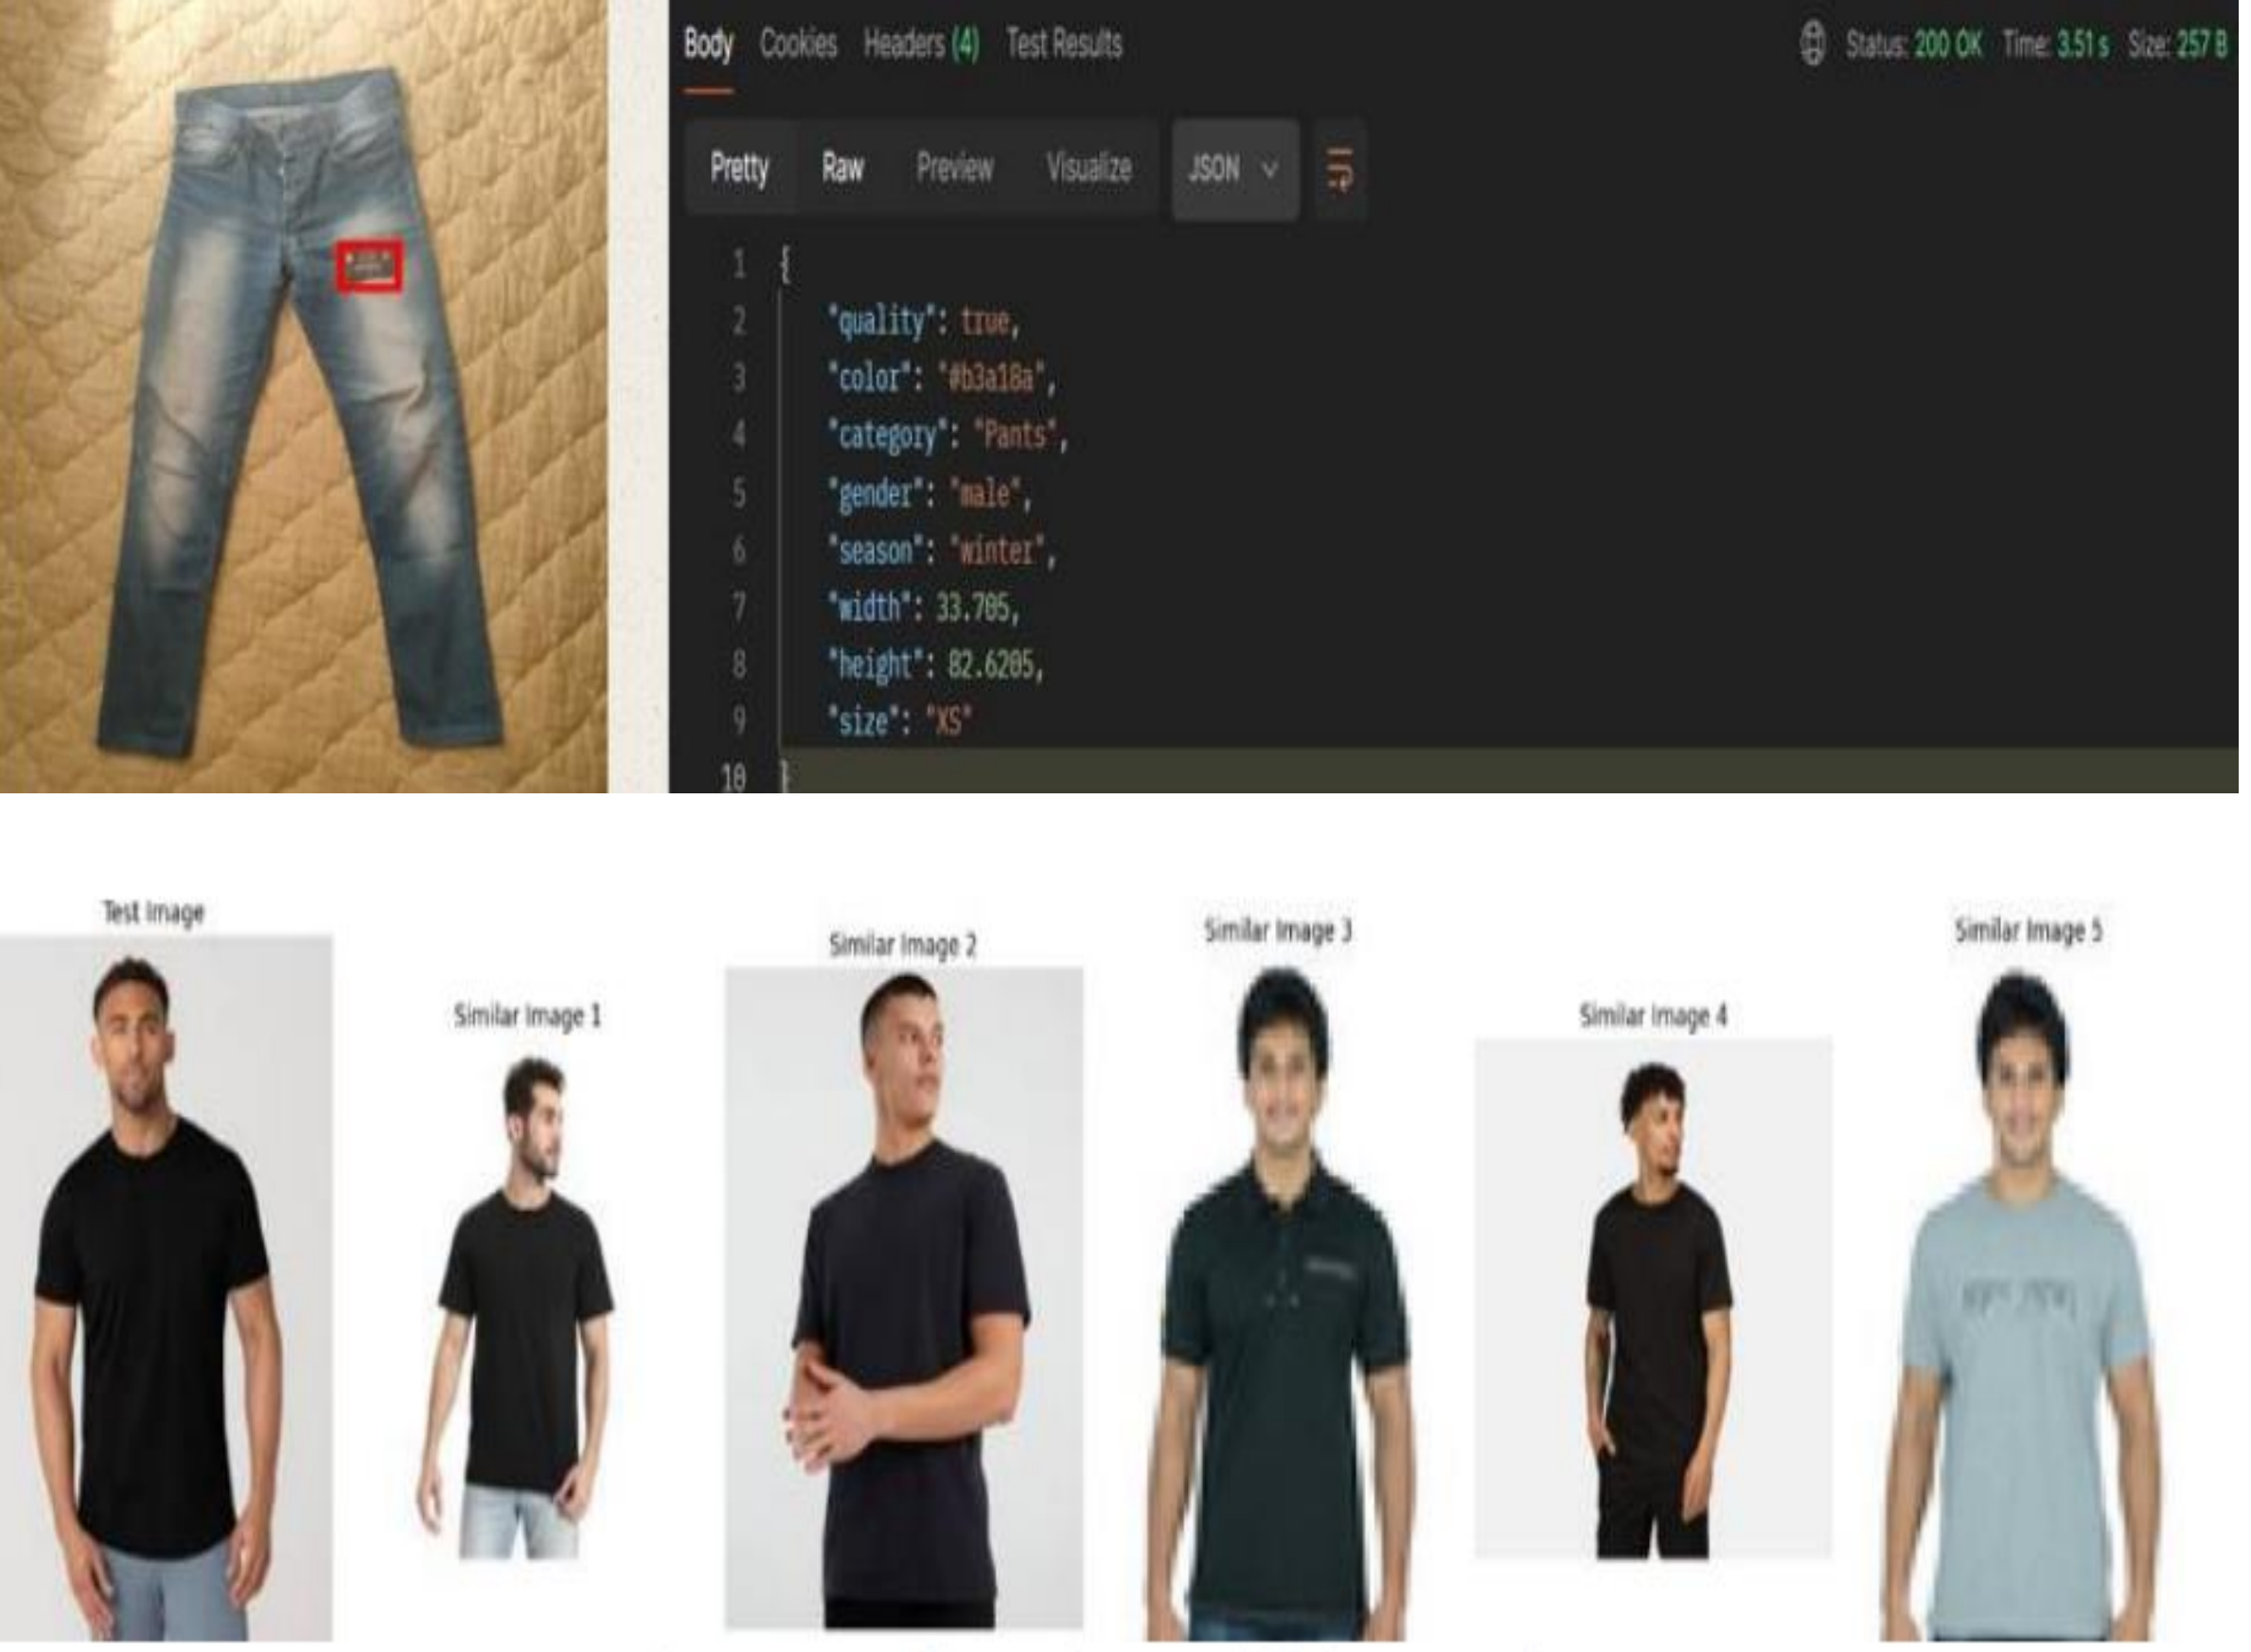 Body Cookies Headers (4) Test Results Status: 200 OK Time: 3.51 s Size: 257 B
Pretty Raw Preview Visualize JSON
1 {
2 "quality": true,
3 "color": "#b3a18a",
4 "category": "Pants",
5 "gender": "male",
6 "season": "winter",
7 "width": 33.705,
8 "height": 82.6205,
9 "size": "XS"
10 }
Test Image
Similar Image 1
Similar Image 2
Similar Image 3
Similar Image 4
Similar Image 5